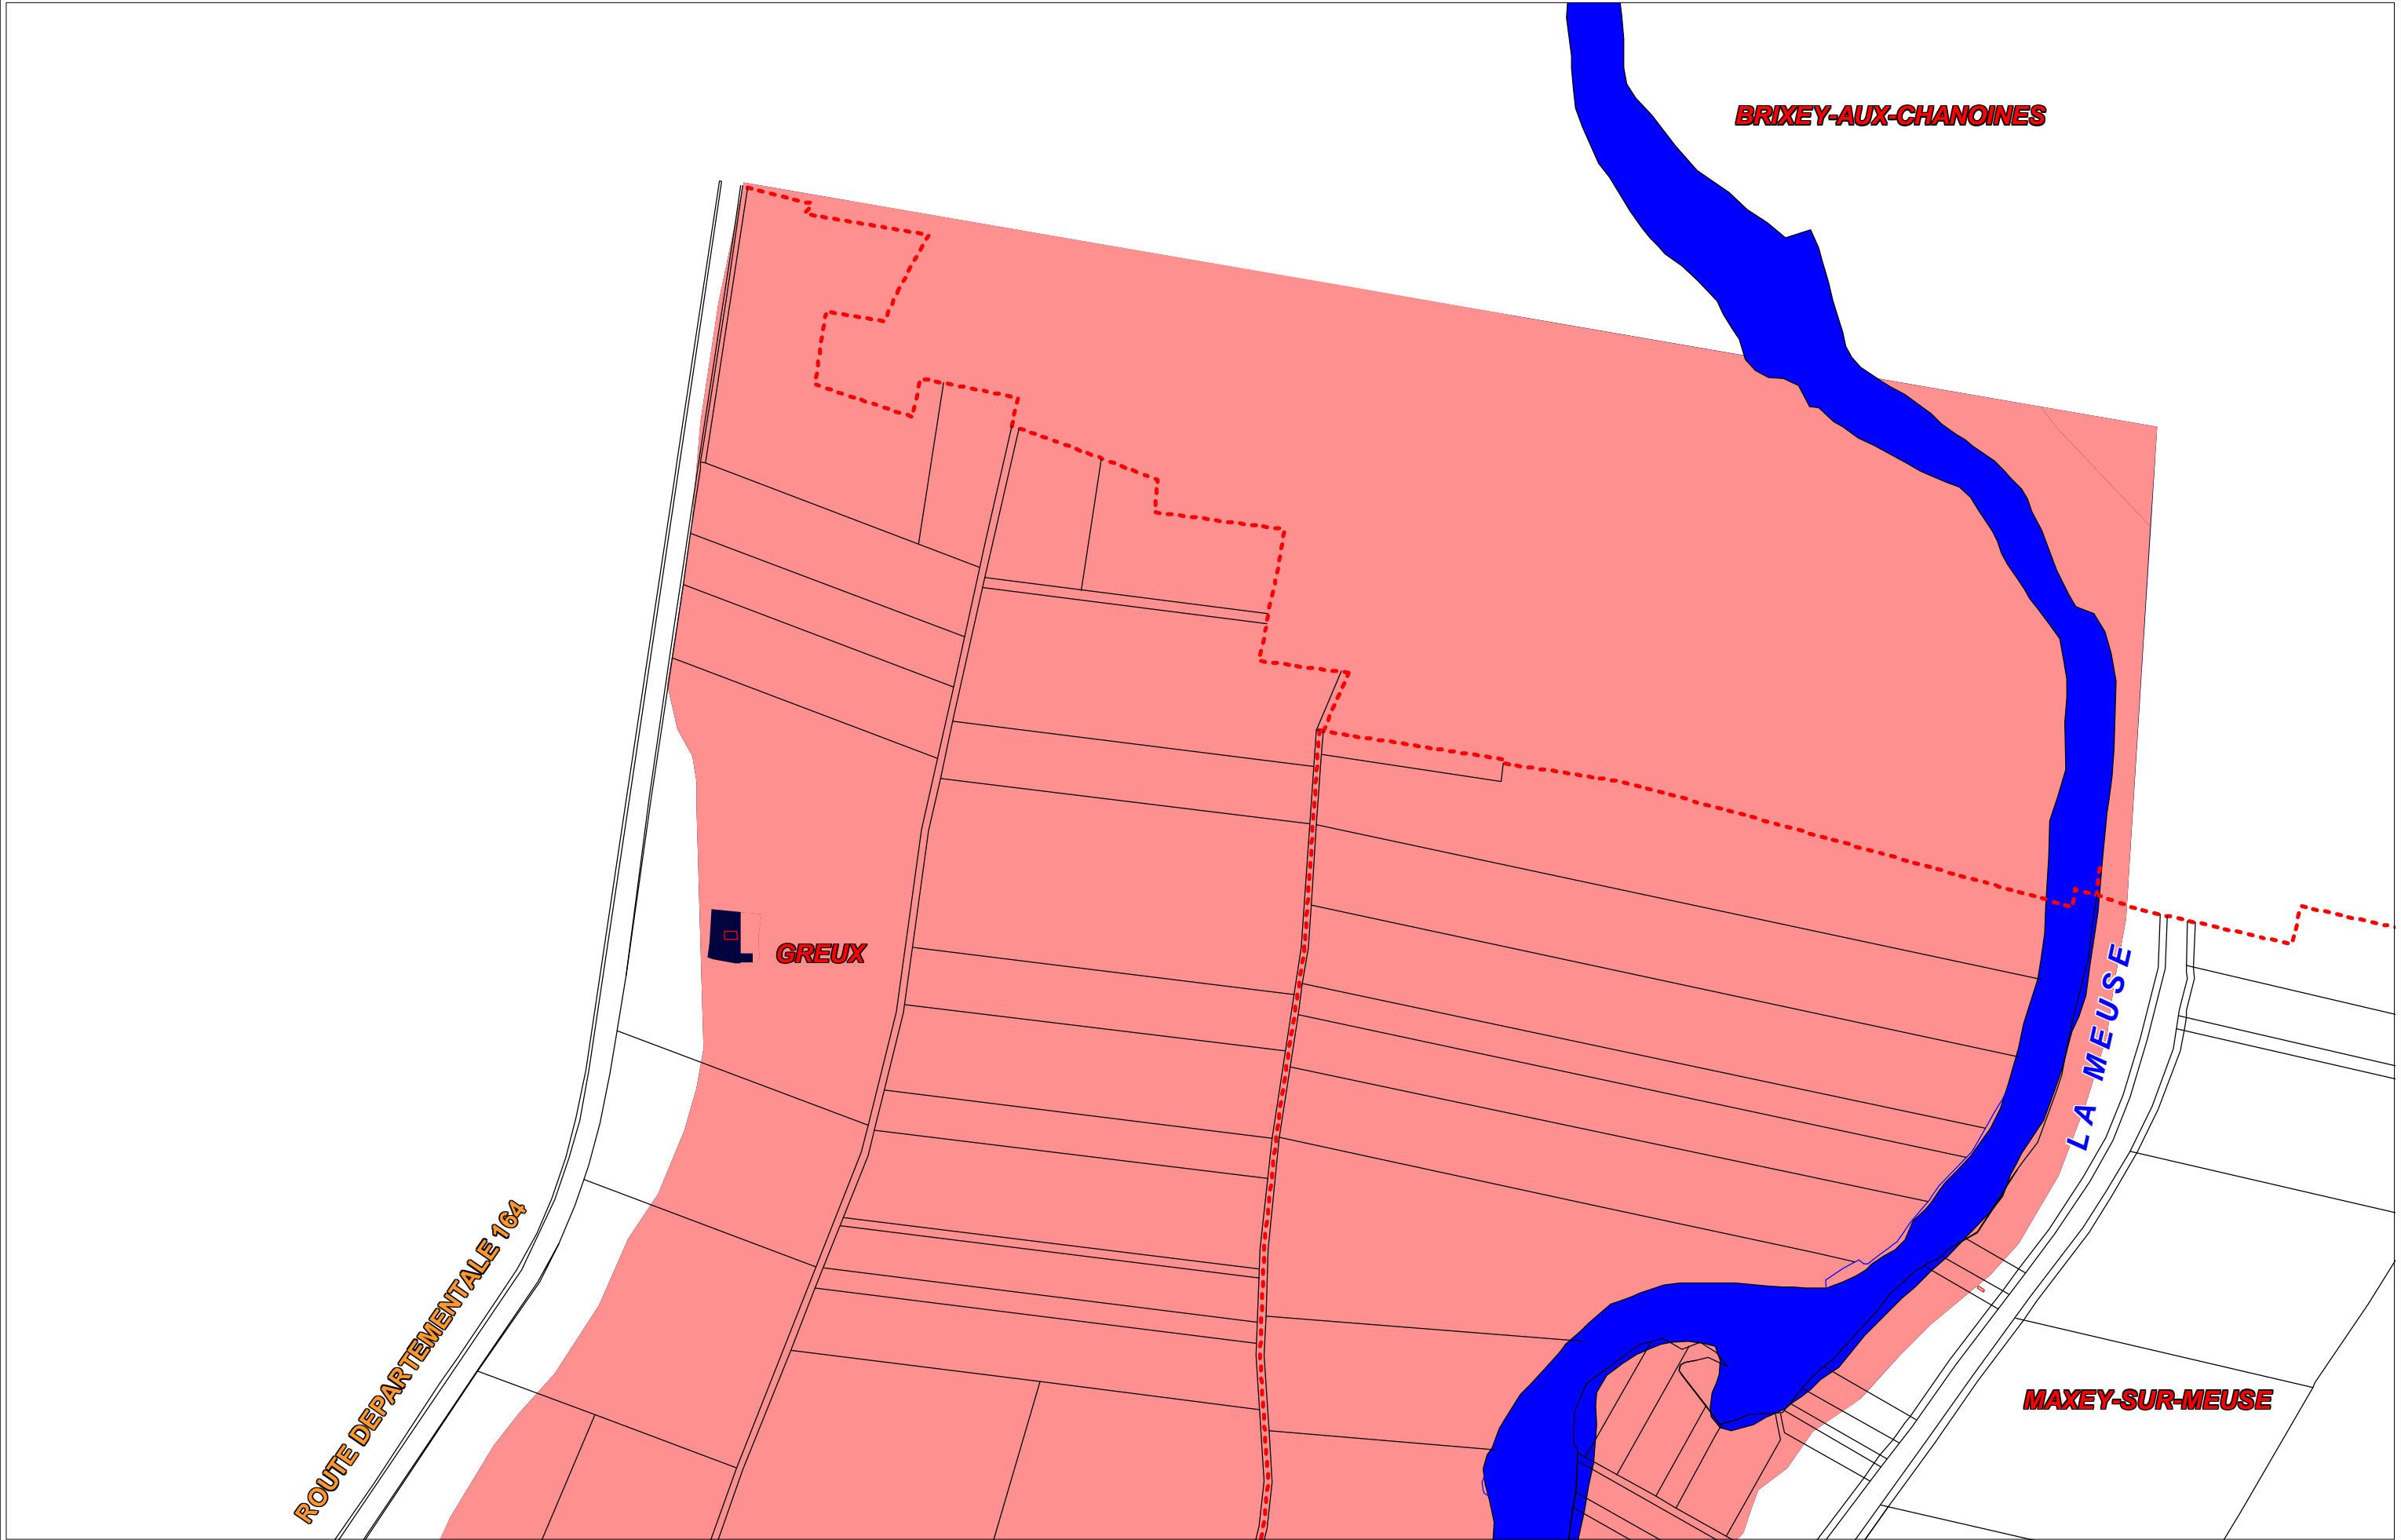 BRIXEY-AUX-CHANOINES
GREUX
LA MEUSE
ROUTE DEPARTEMENTALE 164
MAXEY-SUR-MEUSE